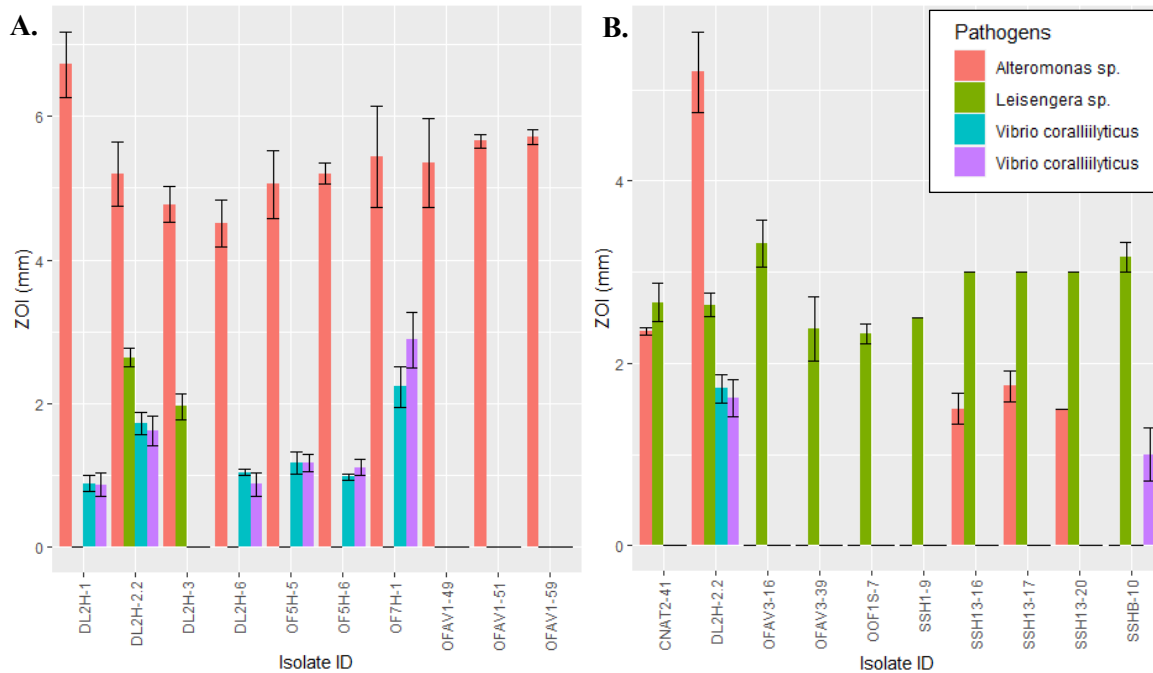 A.
ZOI (mm)
6
4
2
0
DL2H-1
DL2H-2.2
DL2H-3
DL2H-6
OF5H-5
OF5H-6
OF7H-1
OFAV1-49
OFAV1-51
OFAV1-59
Isolate ID
B.
Pathogens
Alteromonas sp.
Leisengera sp.
Vibrio coralliilyticus
Vibrio coralliilyticus
ZOI (mm)
4
2
0
CNAT2-41
DL2H-2.2
OFAV3-16
OFAV3-39
OOF1S-7
SSH1-9
SSH13-16
SSH13-17
SSH13-20
SSHB-10
Isolate ID